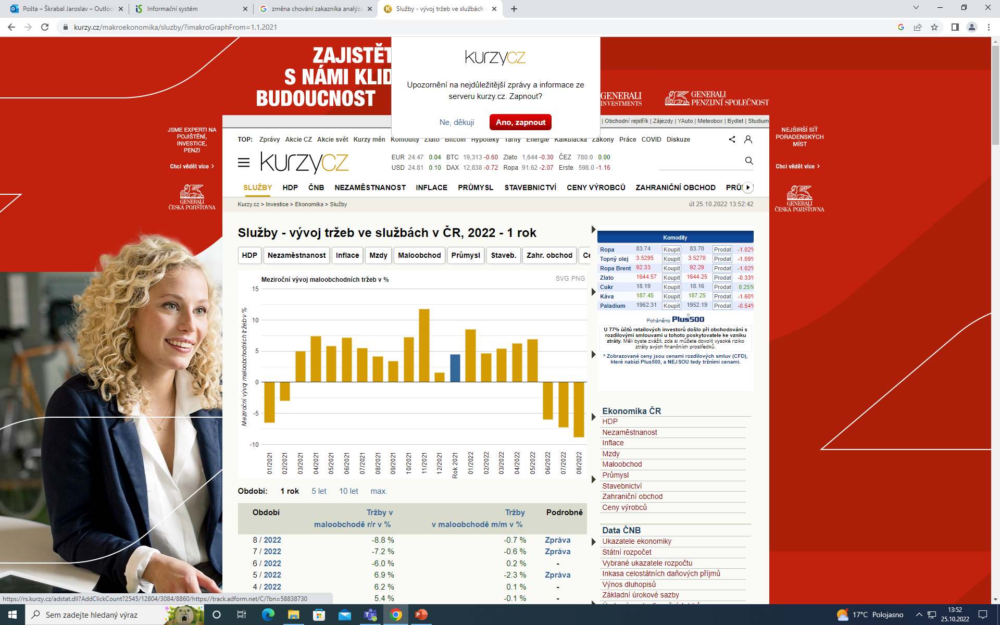 Pošta – Škrabal Jaroslav – Outloo
Informační systém
změna chování zakazníka analýza
Služby - vývoj tržeb ve službách v
kurzy.cz/makroekonomika/sluzby/?imakroGraphFrom=1.1.2021
ZAJISTĚT
S NÁMI KLID
BUDOUCNOST
kurzycz
Upozornění na nejdůležitější zprávy a informace ze
serveru kurzy.cz. Zapnout?
Ne, děkuji
Ano, zapnout
GENERALI
INVESTMENTS
GENERALI
PENZIJNÍ SPOLEČNOST
| Obchodní rejstřík | Zájezdy | YAuto | Meteobox | Bydlet | Studium
JSME EXPERTI NA
POJIŠTĚNÍ,
INVESTICE,
PENZI
Chci vědět více >
GENERALI
ČESKÁ POJIŠŤOVNA
NEJŠIRŠÍ SÍŤ
PORADENSKÝCH
MÍST
Chci vědět více >
GENERALI
ČESKÁ POJIŠŤOVNA
TOP: Zprávy Akcie CZ Akcie svět Kurzy měn Komodity Zlato Bitcoin Hypotéky Tarify Energie Kalkulačka Zákony Práce COVID Diskuze
kurzycz
EUR 24.47 0.04 BTC 19,313 -0.60 Zlato 1,644 -0.30 ČEZ 780.0 0.00
USD 24.81 0.10 DAX 12,838 -0.72 Ropa 91.62 -2.07 Erste 598.0 -1.16
SLUŽBY HDP ČNB NEZAMĚSTNANOST INFLACE PRŮMYSL STAVEBNICTVÍ CENY VÝROBCŮ ZAHRANIČNÍ OBCHOD
Kurzy.cz > Investice > Ekonomika > Služby
út 25.10.2022 13:52:42
Služby - vývoj tržeb ve službách v ČR, 2022 - 1 rok
HDP Nezaměstnanost Inflace Mzdy Maloobchod Průmysl Staveb. Zahr. obchod Ce
Meziroční vývoj maloobchodních tržeb v %
SVG PNG
Meziroční vývoj maloobchodních tržeb v %
15
10
5
0
-5
-10
01/2021 02/2021 03/2021 04/2021 05/2021 06/2021 07/2021 08/2021 09/2021 10/2021 11/2021 12/2021 Rok 2021 01/2022 02/2022 03/2022 04/2022 05/2022 06/2022 07/2022 08/2022
Období: 1 rok 5 let 10 let max.
Období Tržby v Tržby Podrobně
maloobchodě r/r v % v maloobchodě m/m v %
8 / 2022 -8.8 % -0.7 % Zpráva
7 / 2022 -7.2 % -0.6 % Zpráva
6 / 2022 -6.0 % 0.2 % -
5 / 2022 6.9 % -2.3 % Zpráva
4 / 2022 6.2 % 0.1 % -
5.4 % -0.1 % -
Komodity
Ropa 83.74 Koupit 83.70 Prodat -1.02%
Topný olej 3.5295 Koupit 3.5270 Prodat -1.09%
Ropa Brent 92.33 Koupit 92.29 Prodat -1.02%
Zlato 1644.57 Koupit 1644.25 Prodat -0.33%
Cukr 18.19 Koupit 18.16 Prodat 0.25%
Káva 187.45 Koupit 187.25 Prodat -1.60%
Paladium 1962.31 Koupit 1952.19 Prodat -0.54%
Poháněno Plus500
U 77% účtů retailových investorů došlo při obchodování s
rozdílovými smlouvami u tohoto poskytovatele ke vzniku
ztráty. Měli byste zvážit, zda si můžete dovolit vysoké riziko
ztráty svých finančních prostředků.
* Zobrazované ceny jsou cenami rozdílových smluv (CFD),
které nabízí Plus500, a NEJSOU tedy tržními cenami.
Ekonomika ČR
HDP
Nezaměstnanost
Inflace
Mzdy
Maloobchod
Průmysl
Stavebnictví
Zahraniční obchod
Ceny výrobců
Data ČNB
Ukazatele ekonomiky
Státní rozpočet
Vybrané ukazatele rozpočtu
Inkasa celostátních daňových příjmů
Výnos dluhopisů
Základní úrokové sazby
https://rs.kurzy.cz/adstat.dll?AddClickCount?2545/12804/3084/8860/https://track.adform.net/C/?bn=58838730
Sem zadejte hledaný výraz
17°C Polojasno
13:52
25.10.2022